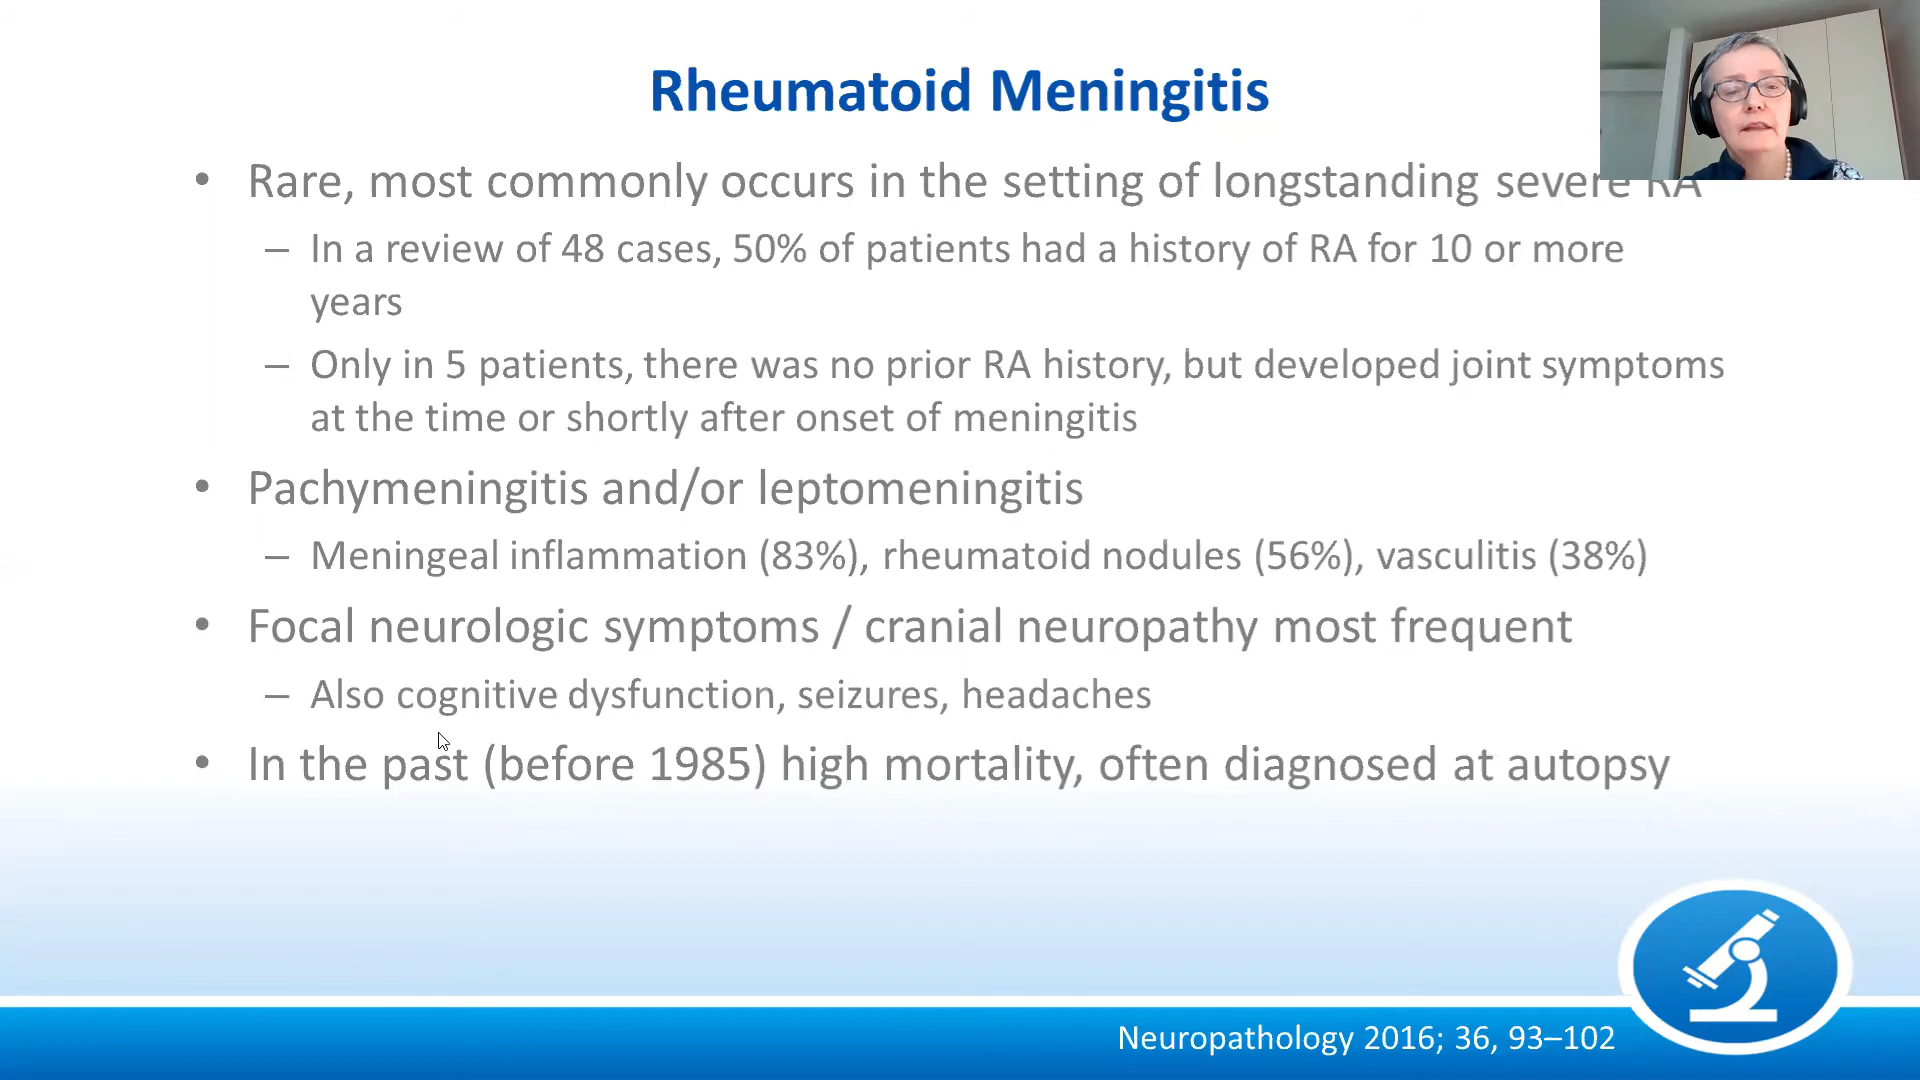 Rheumatoid Meningitis
• Rare, most commonly occurs in the setting of longstanding severe RA
– In a review of 48 cases, 50% of patients had a history of RA for 10 or more
years
– Only in 5 patients, there was no prior RA history, but developed joint symptoms
at the time or shortly after onset of meningitis
• Pachymeningitis and/or leptomeningitis
– Meningeal inflammation (83%), rheumatoid nodules (56%), vasculitis (38%)
• Focal neurologic symptoms / cranial neuropathy most frequent
– Also cognitive dysfunction, seizures, headaches
• In the past (before 1985) high mortality, often diagnosed at autopsy
Neuropathology 2016; 36, 93–102